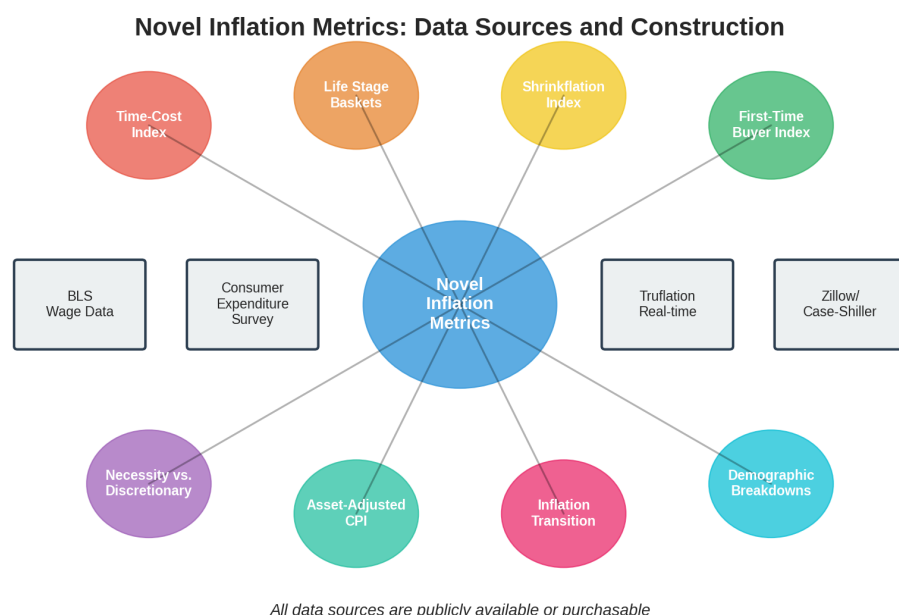 Novel Inflation Metrics: Data Sources and Construction
Time-Cost
Index
Life Stage
Baskets
Shrinkflation
Index
First-Time
Buyer Index
BLS
Wage Data
Consumer
Expenditure
Survey
Novel
Inflation
Metrics
Truflation
Real-time
Zillow/
Case-Shiller
Necessity vs.
Discretionary
Asset-Adjusted
CPI
Inflation
Transition
Demographic
Breakdowns
All data sources are publicly available or purchasable